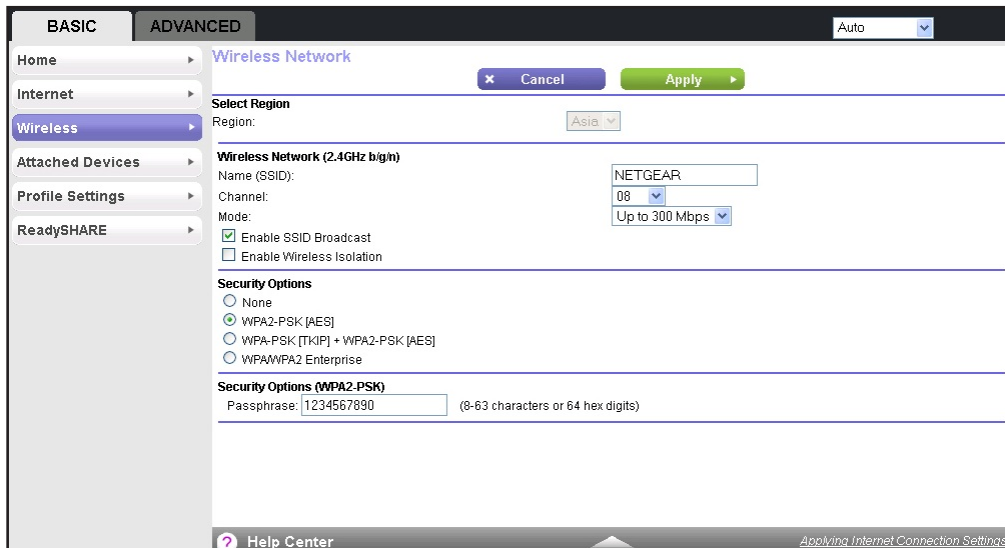 BASIC
ADVANCED
Auto
Home
Internet
Wireless
Attached Devices
Profile Settings
ReadySHARE
Wireless Network
Cancel
Apply
Select Region
Region: Asia
Wireless Network (2.4GHz b/g/n)
Name (SSID): NETGEAR
Channel: 08
Mode: Up to 300 Mbps
Enable SSID Broadcast
Enable Wireless Isolation
Security Options
None
WPA2-PSK [AES]
WPA-PSK [TKIP] + WPA2-PSK [AES]
WPA/WPA2 Enterprise
Security Options (WPA2-PSK)
Passphrase: 1234567890 (8-63 characters or 64 hex digits)
? Help Center
Applying Internet Connection Settings